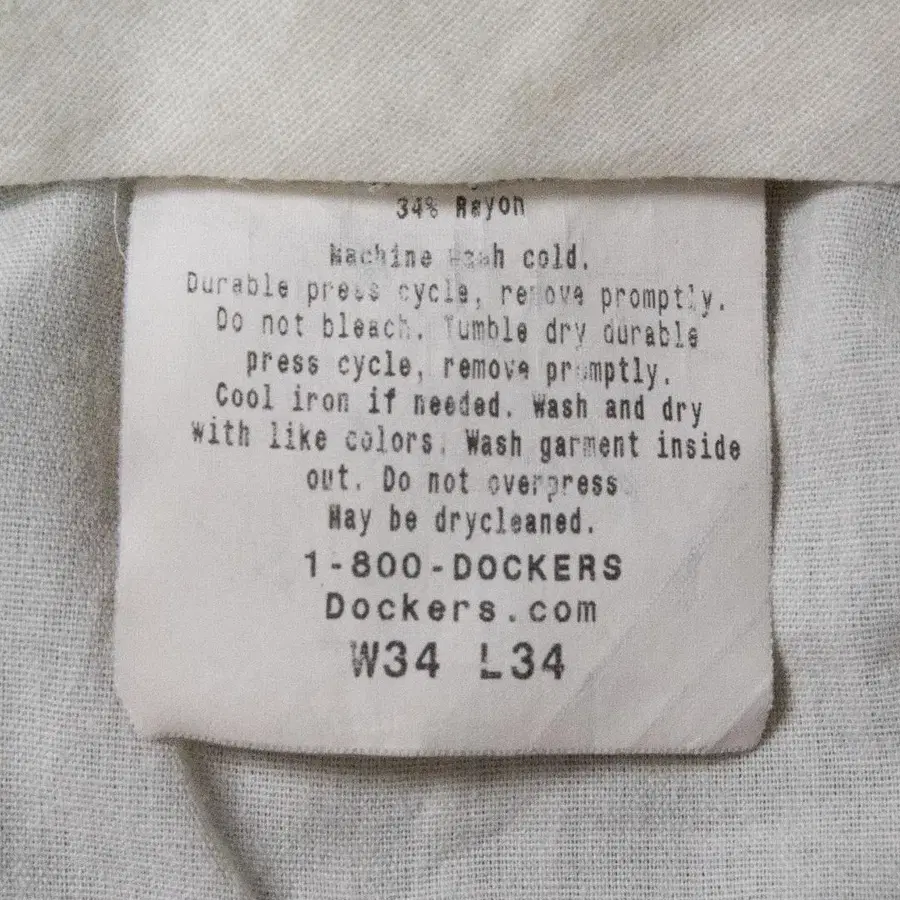 34% Rayon
Machine wash cold.
Durable press cycle, remove promptly.
Do not bleach. Tumble dry durable
press cycle, remove promptly.
Cool iron if needed. Wash and dry
with like colors. Wash garment inside
out. Do not overpress
May be drycleaned.
1-800-DOCKERS
Dockers.com
W34 L34